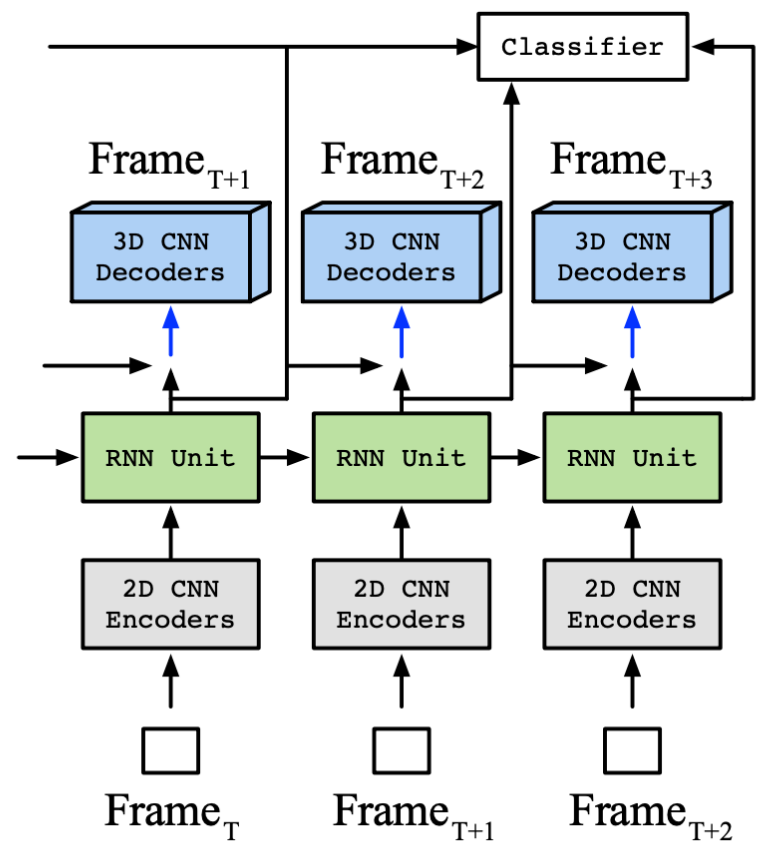 Classifier
Frame T+1
Frame T+2
Frame T+3
3D CNN
Decoders
3D CNN
Decoders
3D CNN
Decoders
RNN Unit
RNN Unit
RNN Unit
2D CNN
Encoders
2D CNN
Encoders
2D CNN
Encoders
Frame T
Frame T+1
Frame T+2